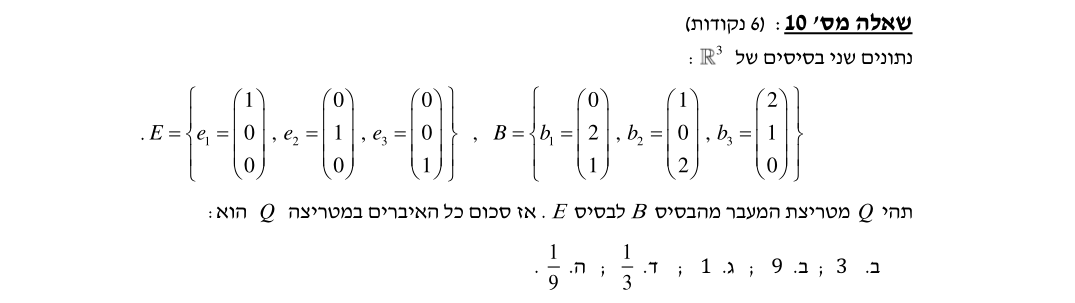 שאלה מס' 10 : (6 נקודות)
נתונים שני בסיסים של ℝ³ :
. E = { e₁ = (1 0 0) , e₂ = (0 1 0) , e₃ = (0 0 1) } , B = { b₁ = (0 2 1) , b₂ = (1 0 2) , b₃ = (2 1 0) }
תהי Q מטריצת המעבר מהבסיס B לבסיס E . אז סכום כל האיברים במטריצה Q הוא:
ב. 3 ; ב. 9 ; ג. 1 ; ד. 1/3 ; ה. 1/9 .